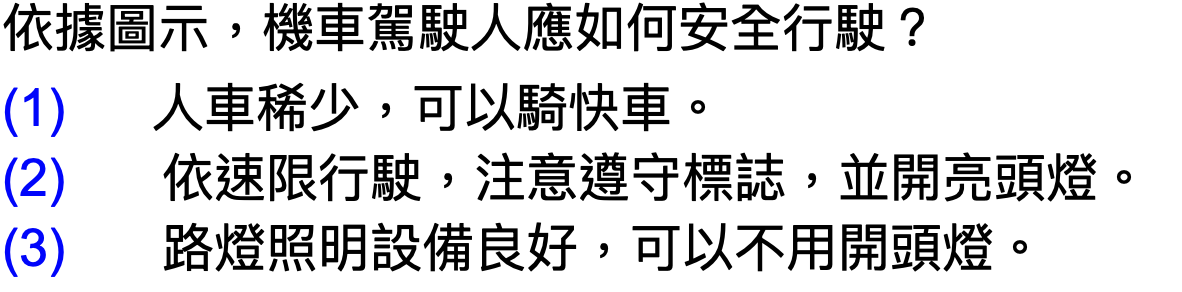 依據圖示，機車駕駛人應如何安全行駛？
(1) 人車稀少，可以騎快車。
(2) 依速限行駛，注意遵守標誌，並開亮頭燈。
(3) 路燈照明設備良好，可以不用開頭燈。